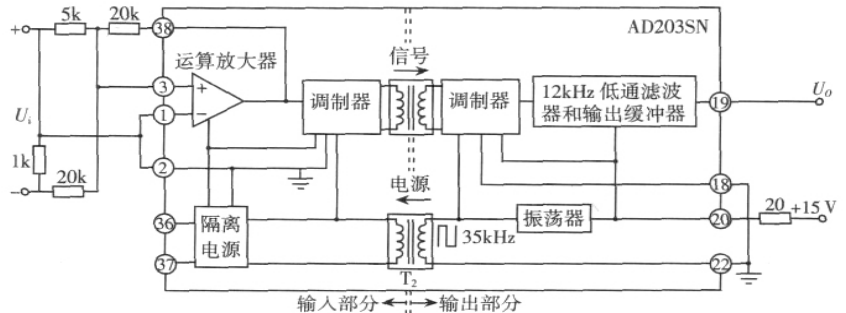 + 5k 20k 38 AD203SN
运算放大器 信号
3 +
调制器 调制器 12kHz 低通滤波
器和输出缓冲器 19 Uo
Ui 1 −
1k 2
− 20k 电源 18
36 隔离
电源 振荡器 20 20 +15 V
35kHz
37 T2 22
输入部分 输出部分